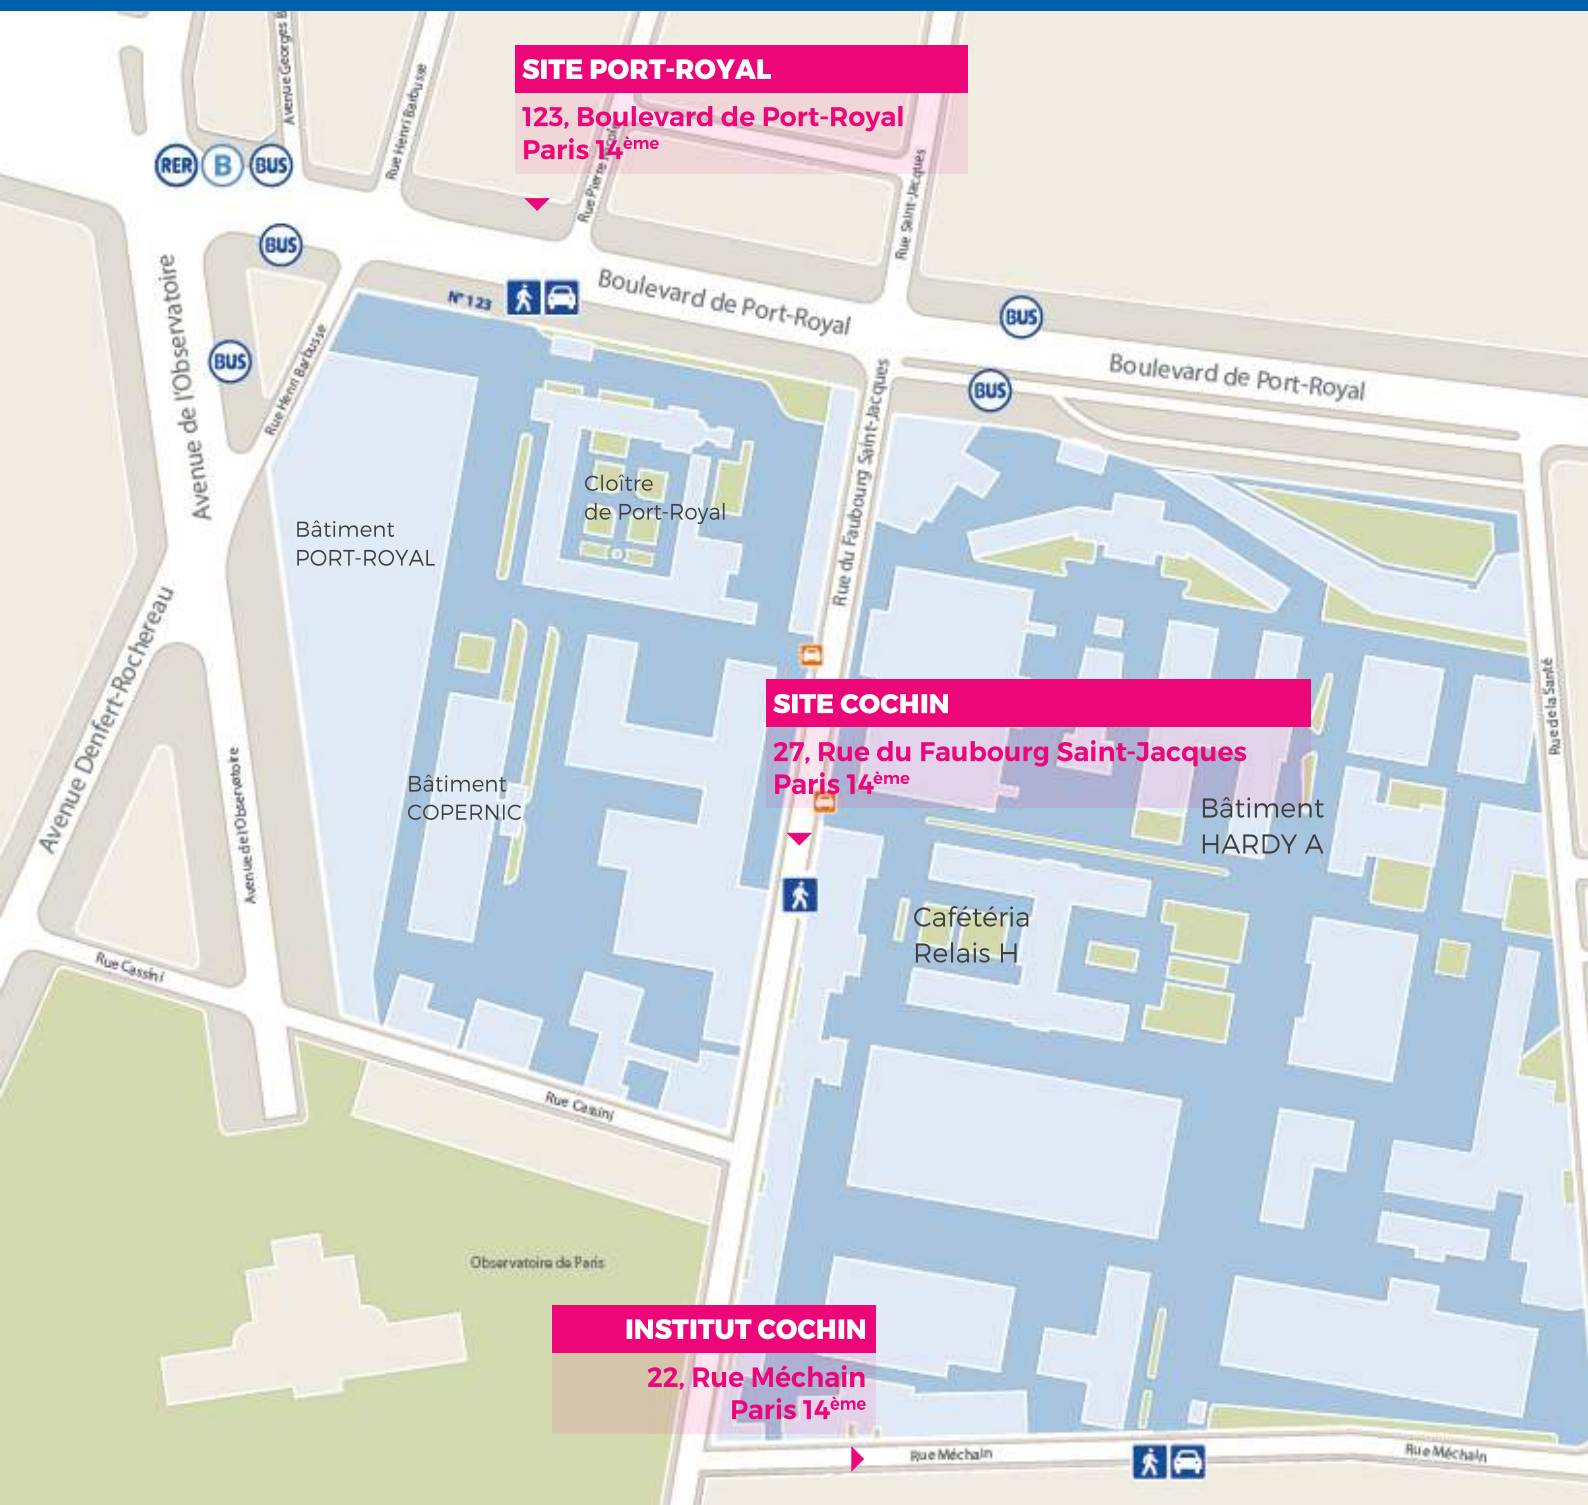 Avenue Georges B
Rue Henri Barbusse
SITE PORT-ROYAL
123, Boulevard de Port-Royal
Paris 14ème
Rue Pierre
Rue Saint-Jacques
RER B BUS
BUS
BUS
Avenue de l'Observatoire
Rue Henri Barbusse
N°123
Boulevard de Port-Royal
BUS
BUS
Boulevard de Port-Royal
Rue du Faubourg Saint-Jacques
Cloître
de Port-Royal
Bâtiment
PORT-ROYAL
Avenue Denfert-Rochereau
Avenue de l'Observatoire
Rue de la Santé
SITE COCHIN
27, Rue du Faubourg Saint-Jacques
Paris 14ème
Bâtiment
COPERNIC
Bâtiment
HARDY A
Cafétéria
Relais H
Rue Cassini
Rue Cassini
Observatoire de Paris
INSTITUT COCHIN
22, Rue Méchain
Paris 14ème
Rue Méchain
Rue Méchain